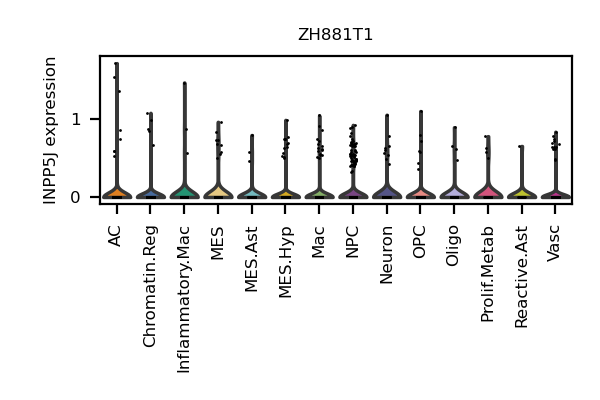 ZH881T1
INPP5J expression
1
0
AC
Chromatin.Reg
Inflammatory.Mac
MES
MES.Ast
MES.Hyp
Mac
NPC
Neuron
OPC
Oligo
Prolif.Metab
Reactive.Ast
Vasc